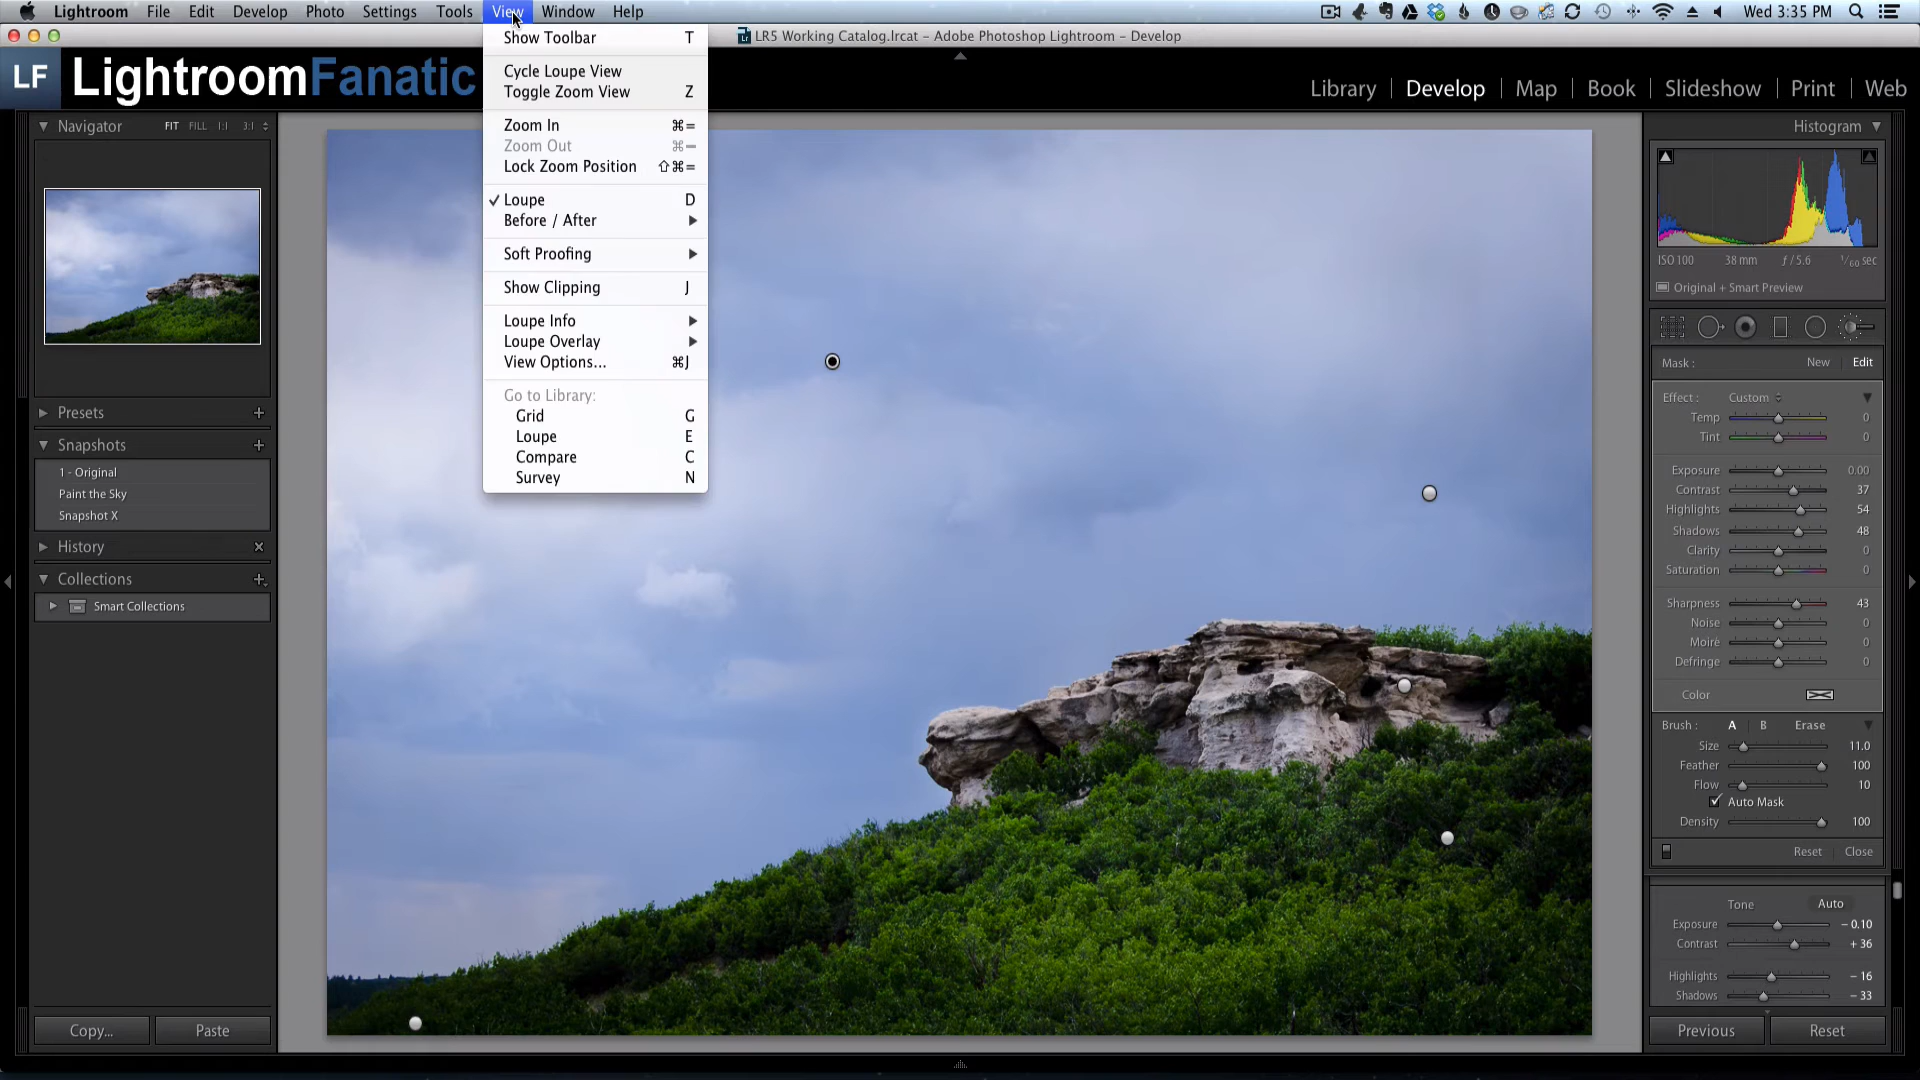 Lightroom File Edit Develop Photo Settings Tools View Window Help Wed 3:35 PM
LR5 Working Catalog.lrcat – Adobe Photoshop Lightroom – Develop
LF LightroomFanatic
Library Develop Map Book Slideshow Print Web
Navigator FIT FILL 1:1 3:1
Presets
Snapshots
1 - Original
Paint the Sky
Snapshot X
History
Collections
Smart Collections
Copy... Paste
Show Toolbar T
Cycle Loupe View
Toggle Zoom View Z
Zoom In ⌘=
Zoom Out ⌘−
Lock Zoom Position ⇧⌘=
✓ Loupe D
Before / After
Soft Proofing
Show Clipping J
Loupe Info
Loupe Overlay
View Options... ⌘J
Go to Library:
Grid G
Loupe E
Compare C
Survey N
Histogram
ISO 100 38 mm ƒ / 5.6 1/60 sec
Original + Smart Preview
Mask : New Edit
Effect : Custom
Temp 0
Tint 0
Exposure 0.00
Contrast 37
Highlights 54
Shadows 48
Clarity 0
Saturation 0
Sharpness 43
Noise 0
Moiré 0
Defringe 0
Color
Brush : A B Erase
Size 11.0
Feather 100
Flow 10
Auto Mask
Density 100
Reset Close
Tone Auto
Exposure – 0.10
Contrast + 36
Highlights – 16
Shadows – 33
Previous Reset